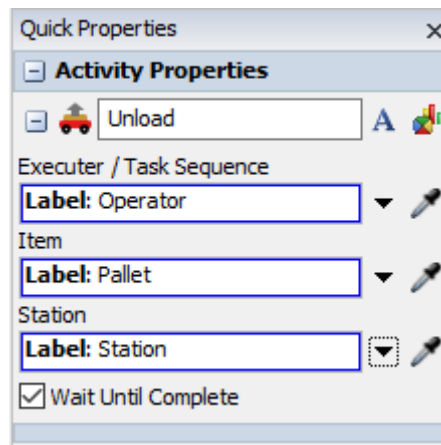 Quick Properties
Activity Properties
Unload
A
Executer / Task Sequence
Label: Operator
Item
Label: Pallet
Station
Label: Station
Wait Until Complete